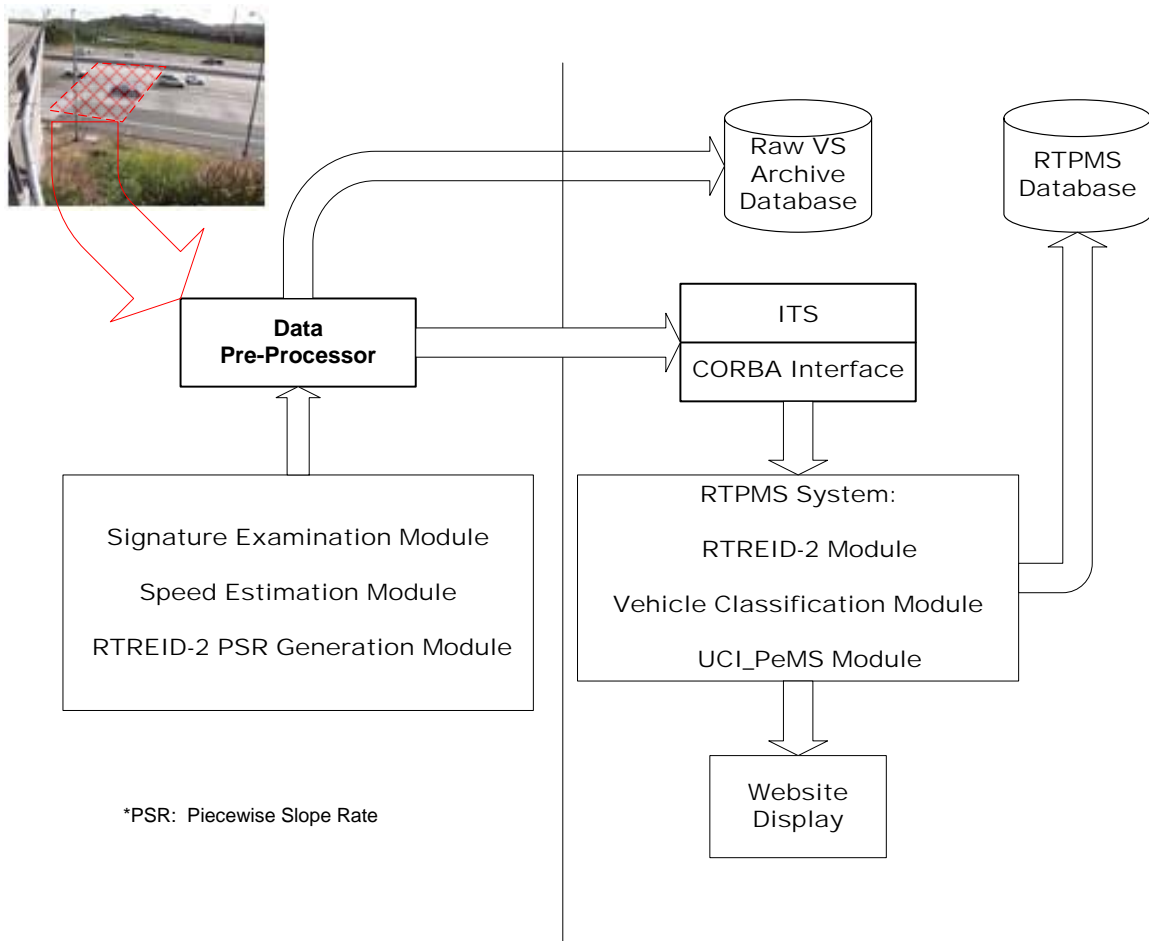 Raw VS
Archive
Database
RTPMS
Database
Data
Pre-Processor
ITS
CORBA Interface
Signature Examination Module
Speed Estimation Module
RTREID-2 PSR Generation Module
RTPMS System:
RTREID-2 Module
Vehicle Classification Module
UCI_PeMS Module
Website
Display
*PSR: Piecewise Slope Rate